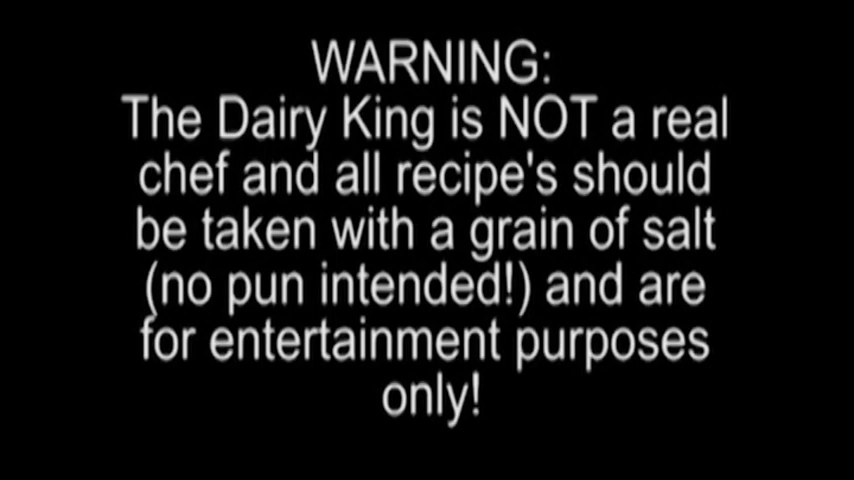 WARNING:
The Dairy King is NOT a real
chef and all recipe's should
be taken with a grain of salt
(no pun intended!) and are
for entertainment purposes
only!